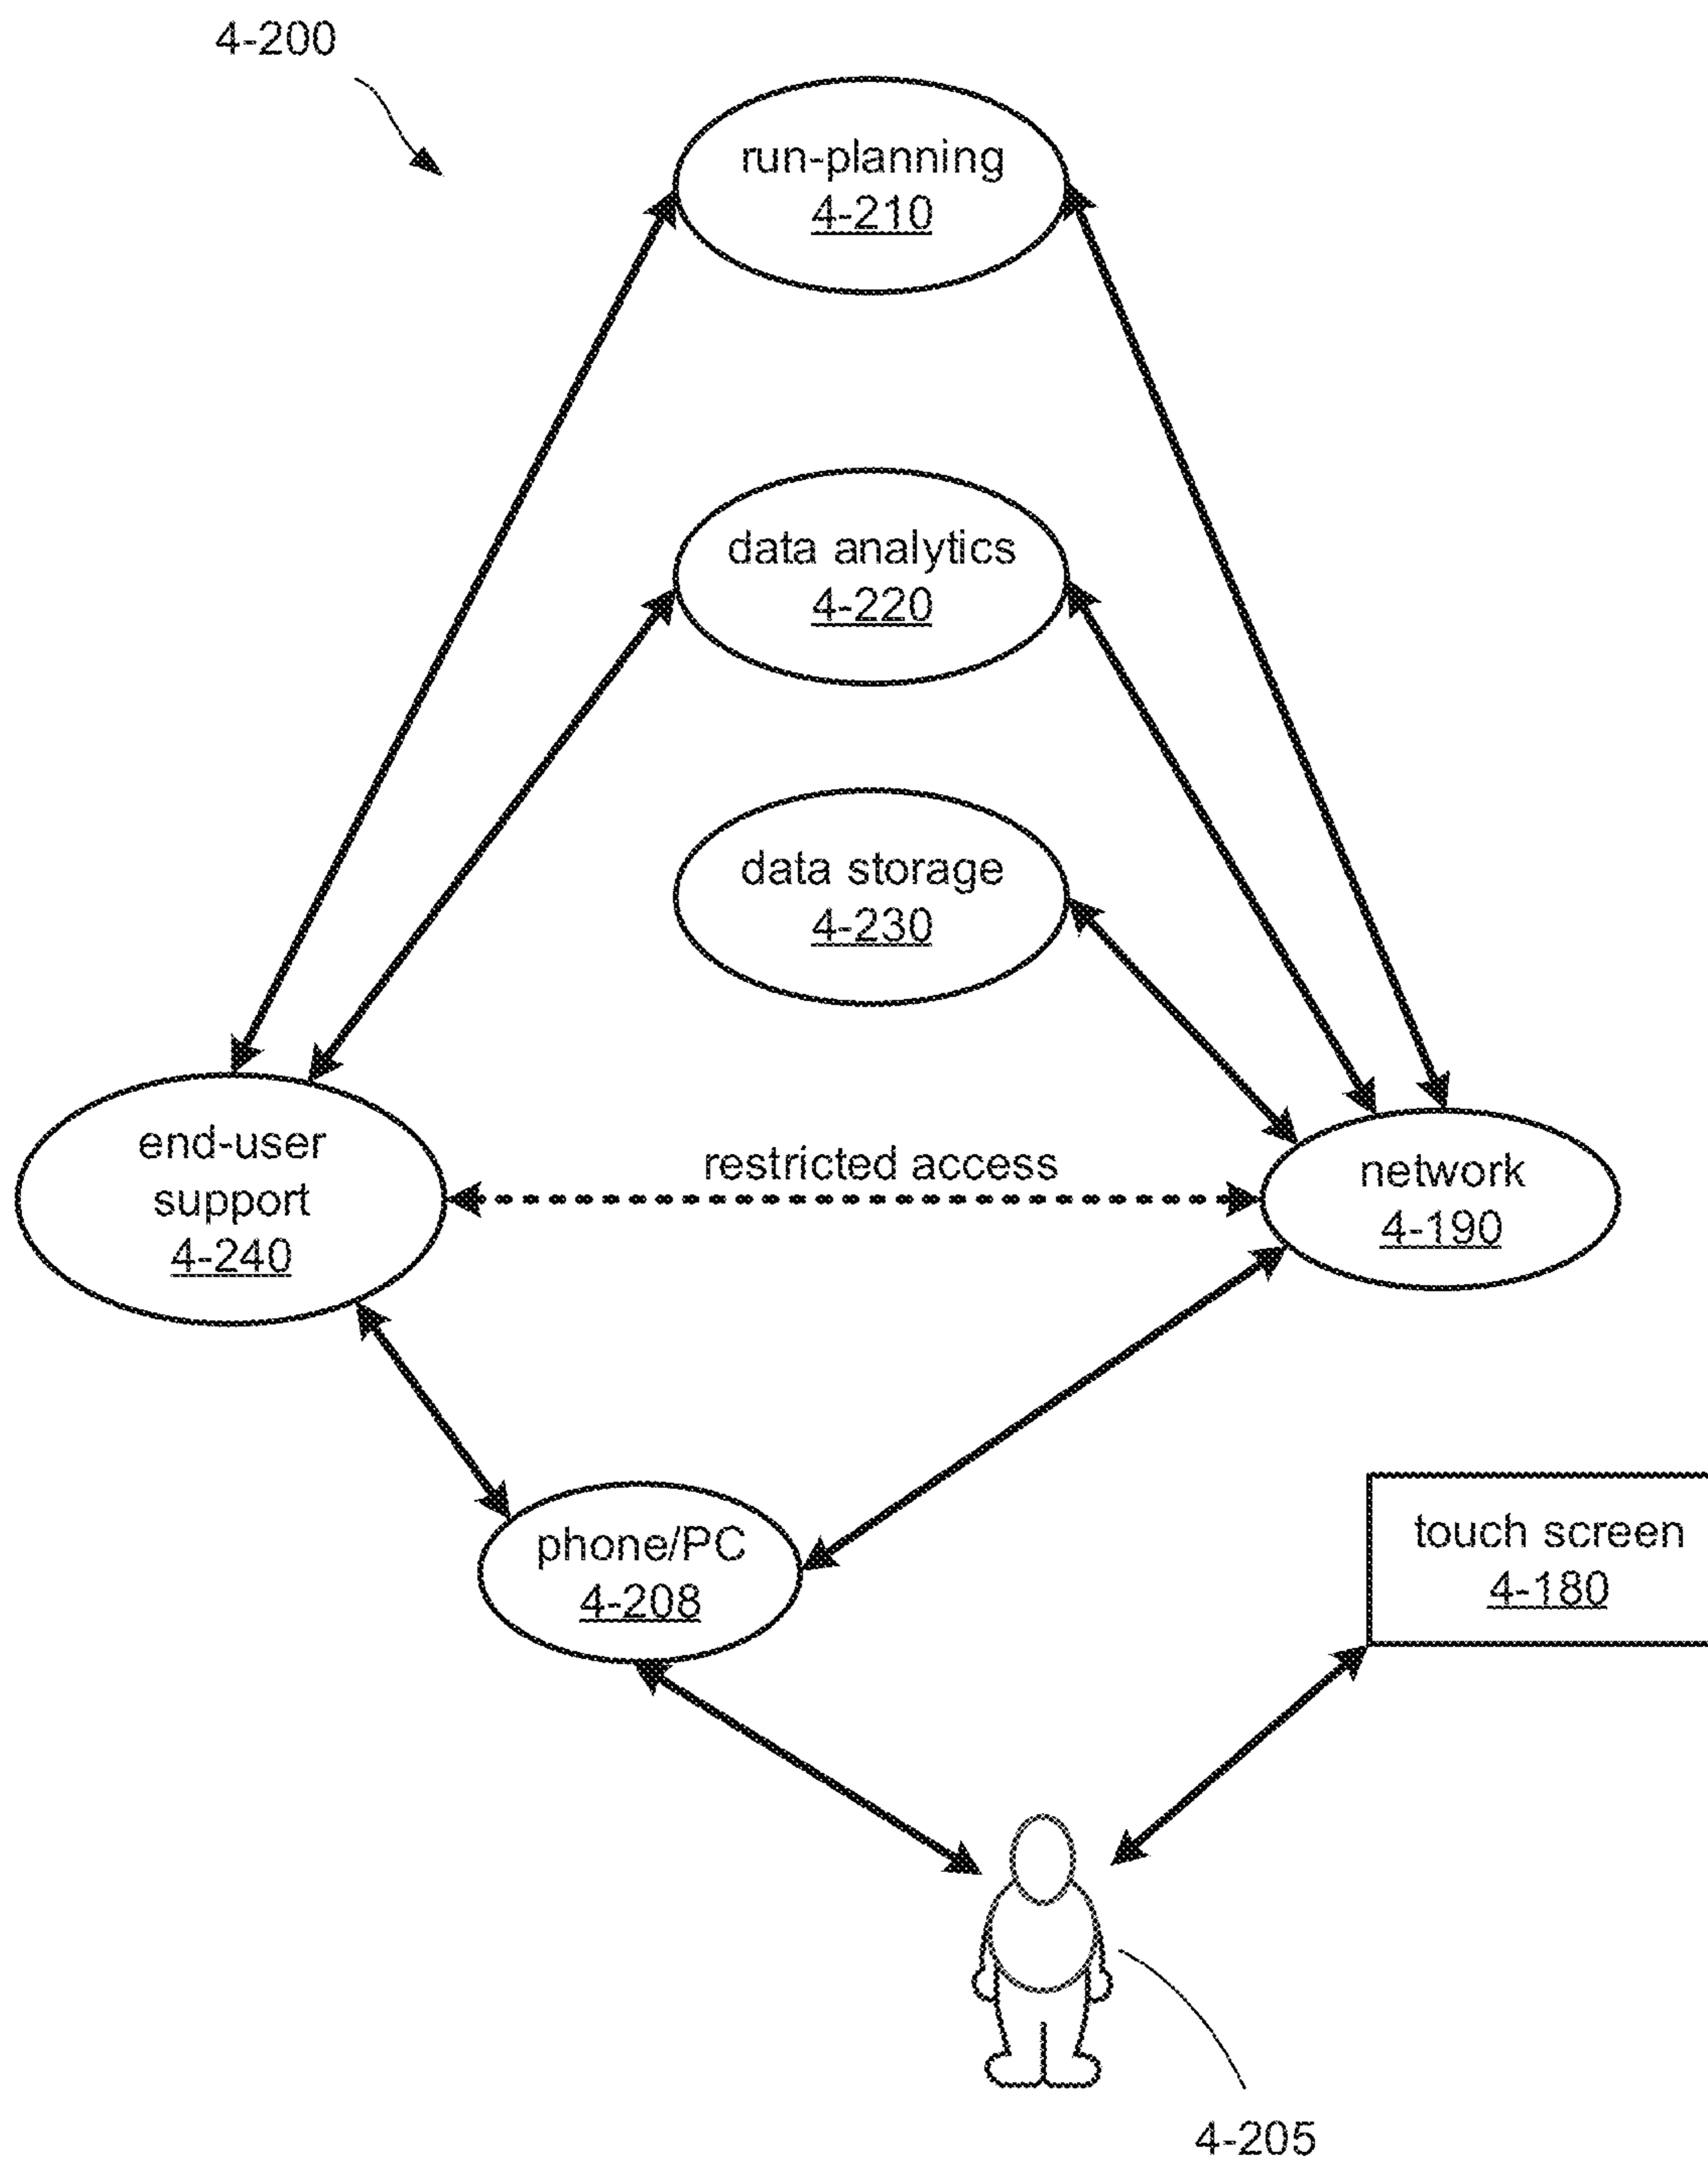 4-200
run-planning
4-210
data analytics
4-220
data storage
4-230
end-user
support
4-240
restricted access
network
4-190
phone/PC
4-208
touch screen
4-180
4-205